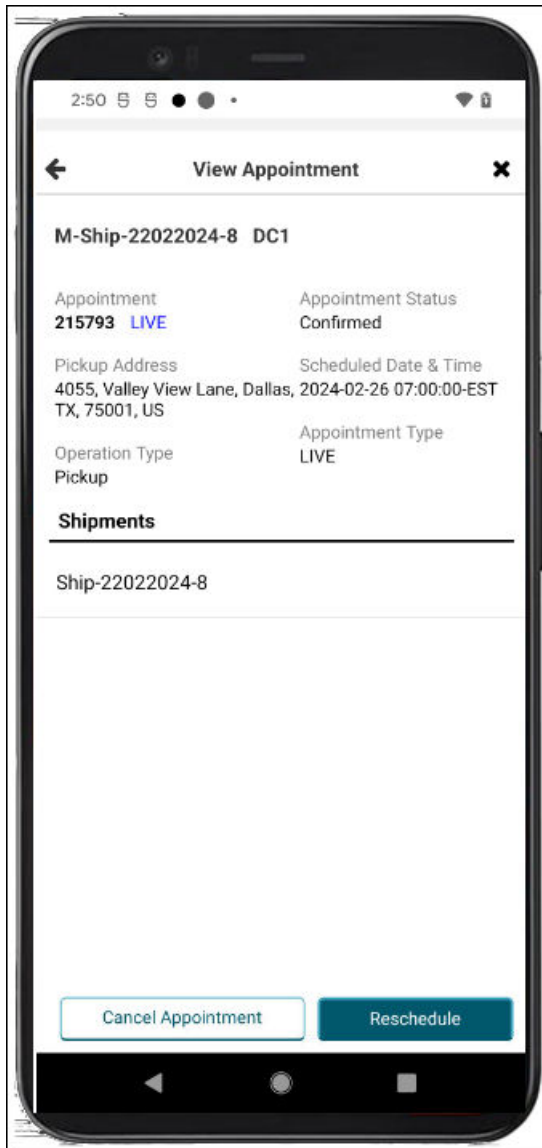 2:50
View Appointment
M-Ship-22022024-8 DC1
Appointment
215793 LIVE
Appointment Status
Confirmed
Pickup Address
4055, Valley View Lane, Dallas,
TX, 75001, US
Scheduled Date & Time
2024-02-26 07:00:00-EST
Operation Type
Pickup
Appointment Type
LIVE
Shipments
Ship-22022024-8
Cancel Appointment
Reschedule